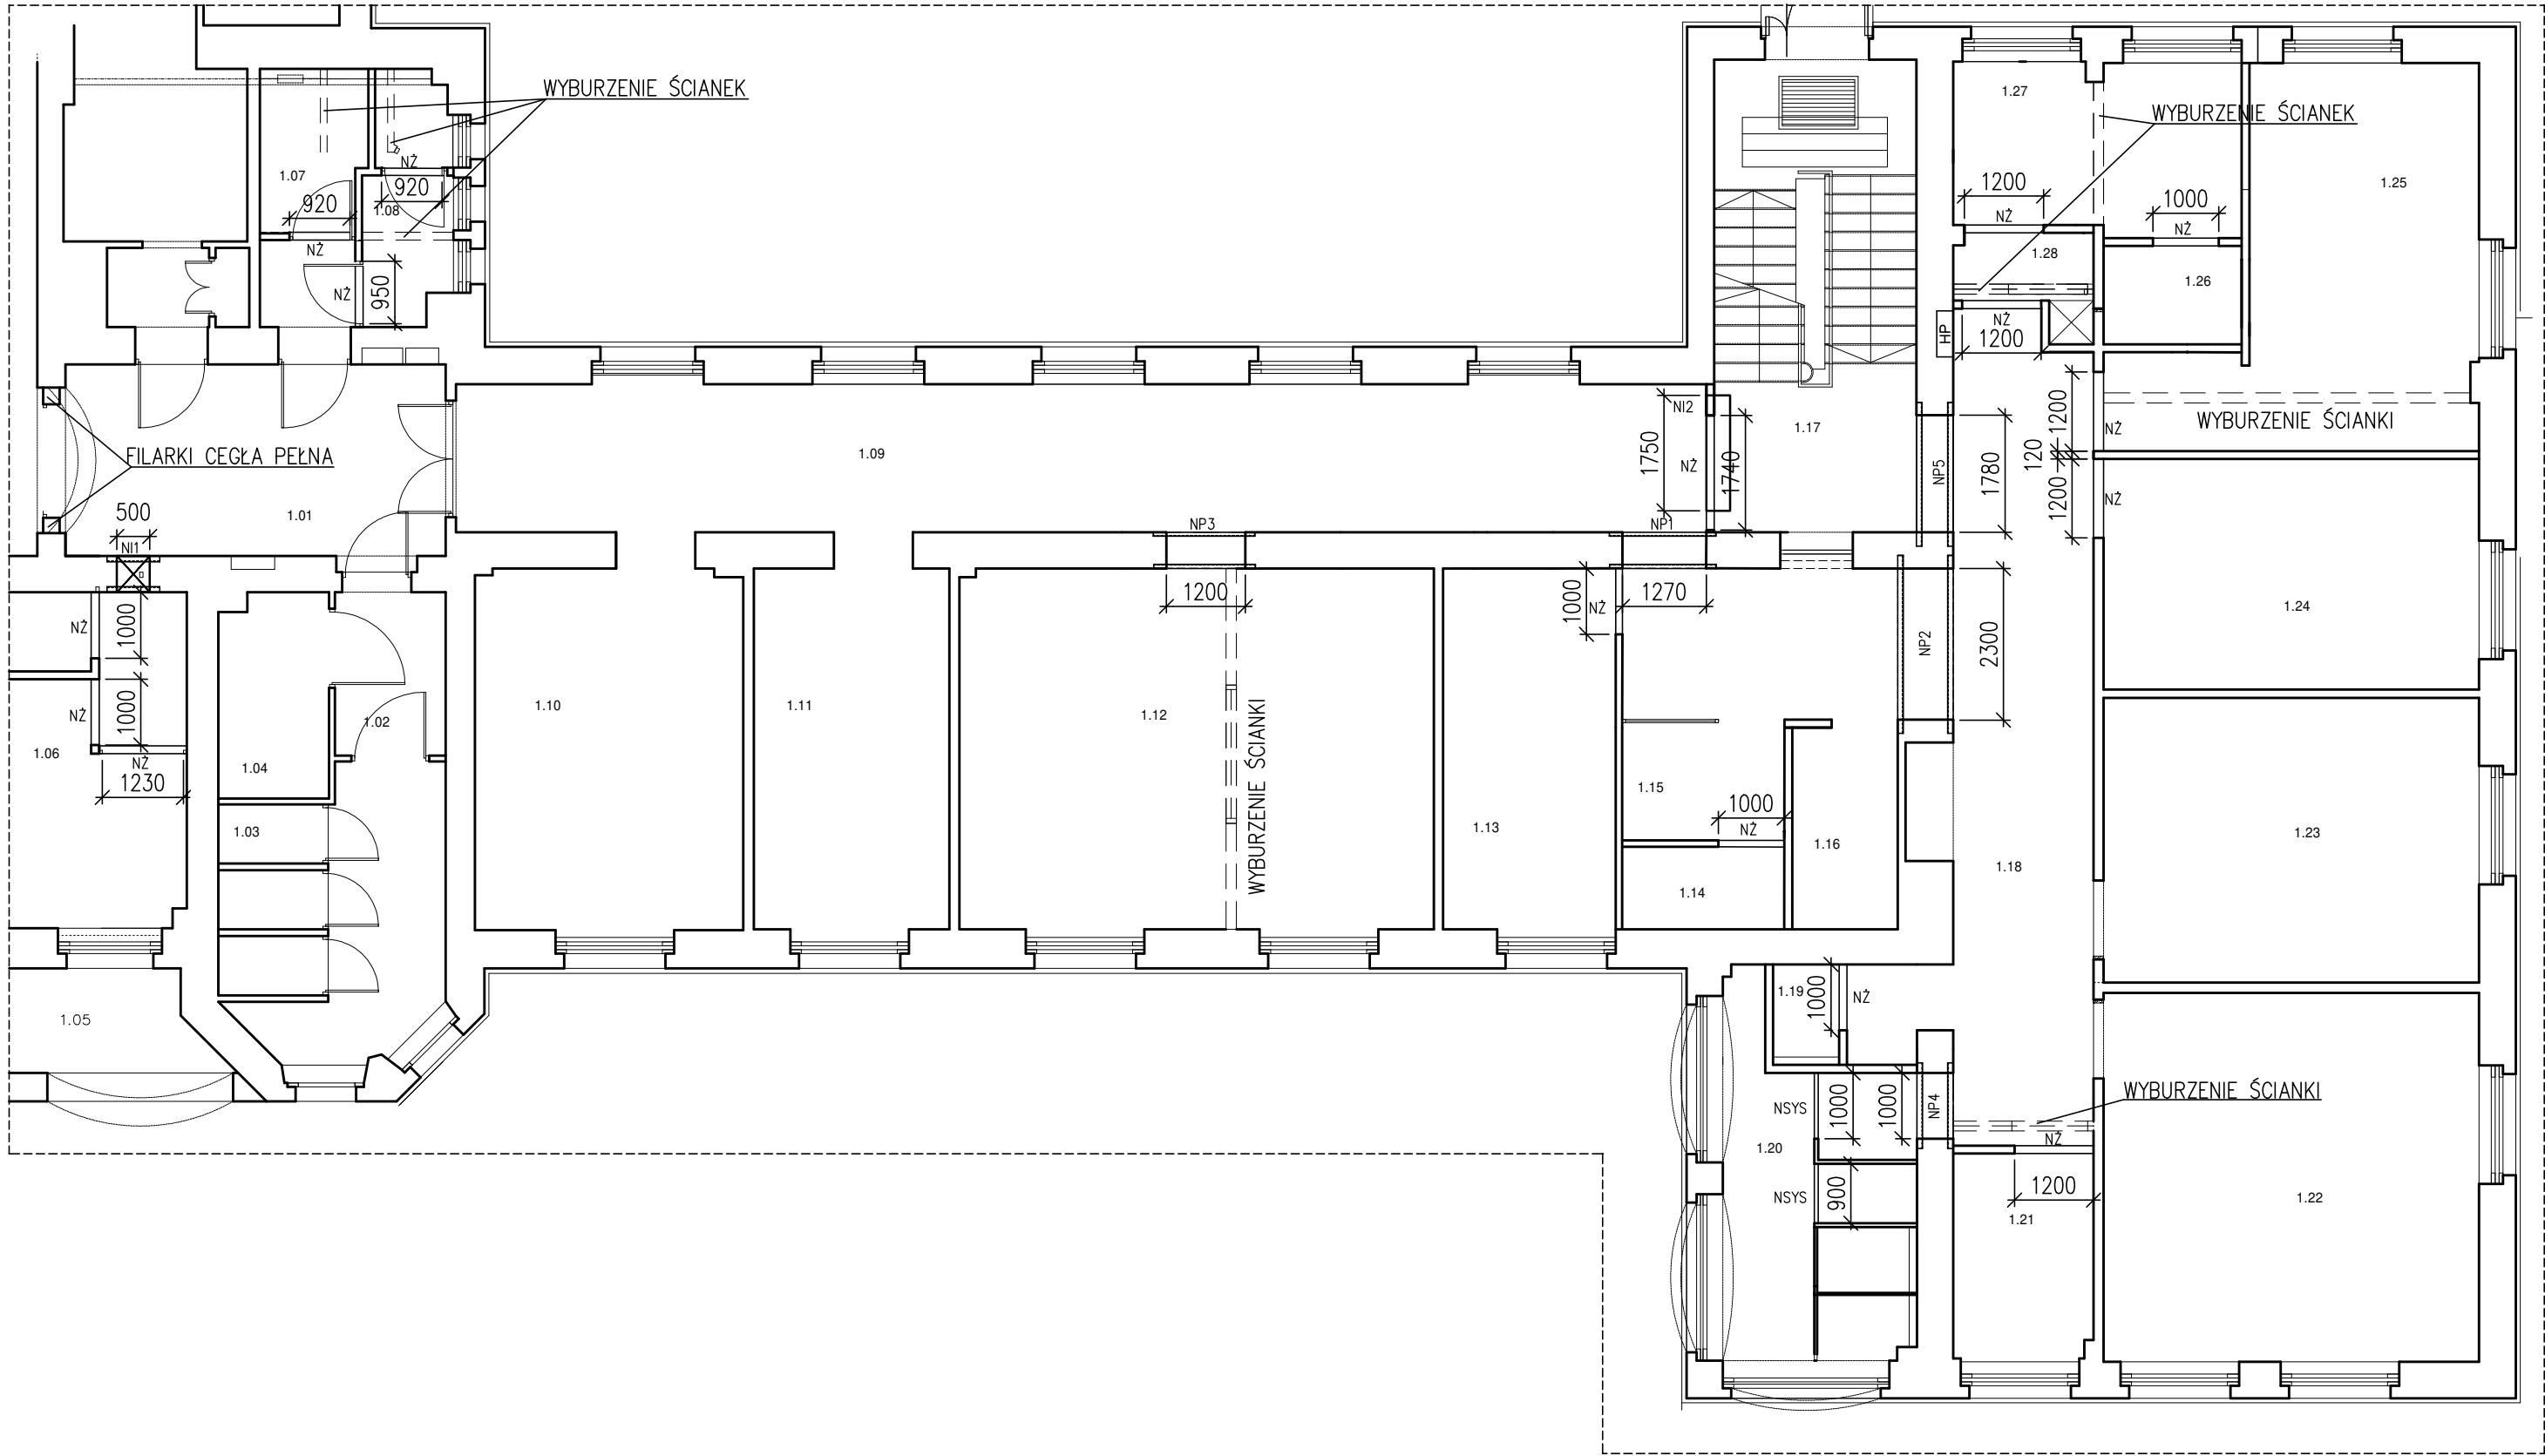 WYBURZENIE ŚCIANEK
1.07
920
NŻ
NŻ
920
1.08
NŻ
950
FILARKI CEGŁA PEŁNA
1.01
500
NI1
NŻ
1000
NŻ
1000
1.06
NŻ
1230
1.05
1.02
1.04
1.03
1.09
1.10
1.11
NP3
1200
1.12
WYBURZENIE ŚCIANKI
1.13
NP1
1000
NŻ
1270
NI2
1750
NŻ
1740
1.17
NP5
1780
NP2
2300
1.15
1000
NŻ
1.16
1.14
1.18
HP
1.27
WYBURZENIE ŚCIANEK
1200
NŻ
1000
NŻ
1.28
1.26
NŻ
1200
1.25
1200
NŻ
120
1200
NŻ
WYBURZENIE ŚCIANKI
1.24
1.23
1.19
1000
NŻ
NSYS
1000
1000
NP4
1.20
NSYS
900
WYBURZENIE ŚCIANKI
NŻ
1200
1.21
1.22